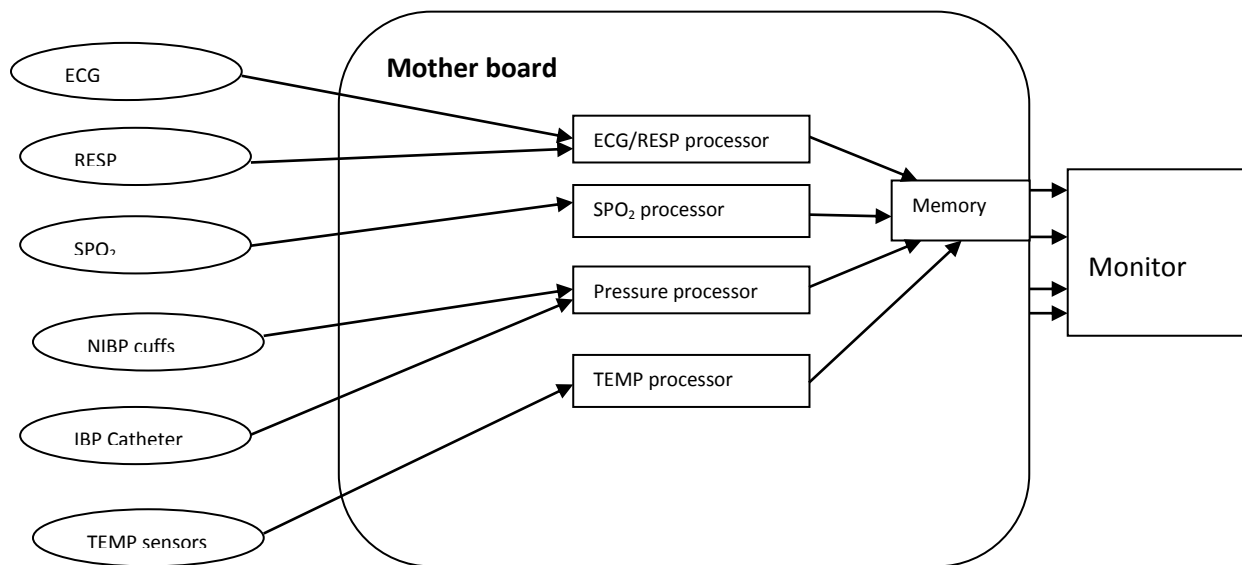 ECG
RESP
SPO₂
NIBP cuffs
IBP Catheter
TEMP sensors
Mother board
ECG/RESP processor
SPO₂ processor
Pressure processor
TEMP processor
Memory
Monitor